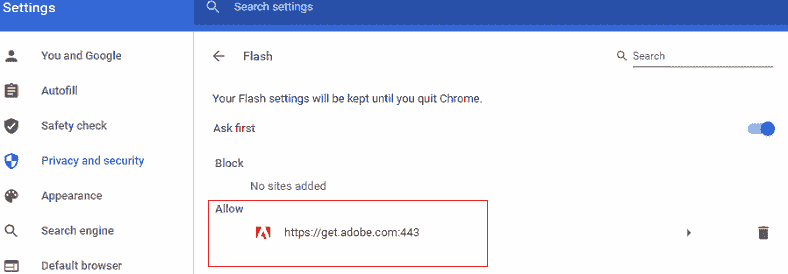 Settings
Search settings
You and Google
Autofill
Safety check
Privacy and security
Appearance
Search engine
Default browser
Flash
Search
Your Flash settings will be kept until you quit Chrome.
Ask first
Block
No sites added
Allow
https://get.adobe.com:443